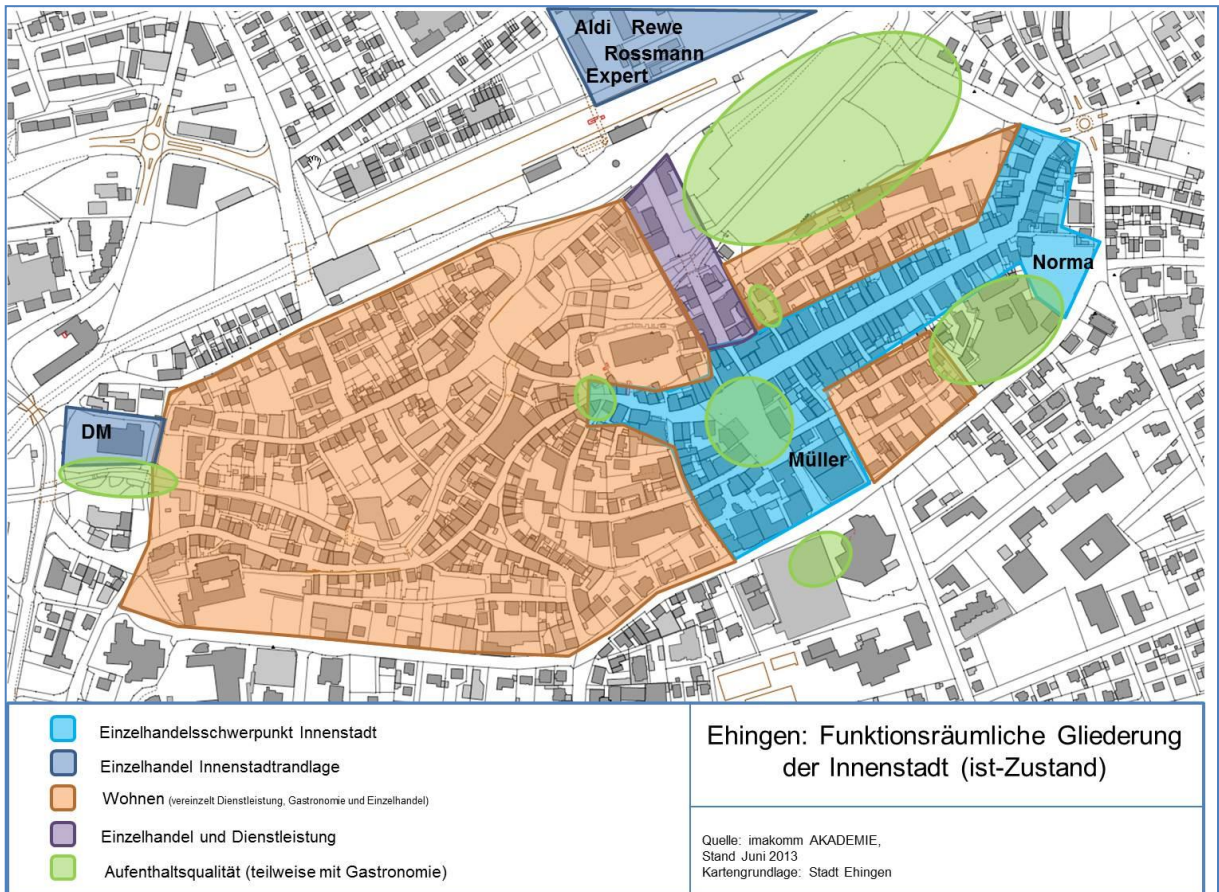 Aldi Rewe
Rossmann
Expert
Norma
DM
Müller
Einzelhandelsschwerpunkt Innenstadt
Einzelhandel Innenstadtrandlage
Wohnen (vereinzelt Dienstleistung, Gastronomie und Einzelhandel)
Einzelhandel und Dienstleistung
Aufenthaltsqualität (teilweise mit Gastronomie)
Ehingen: Funktionsräumliche Gliederung
der Innenstadt (ist-Zustand)
Quelle: imakomm AKADEMIE,
Stand Juni 2013
Kartengrundlage: Stadt Ehingen